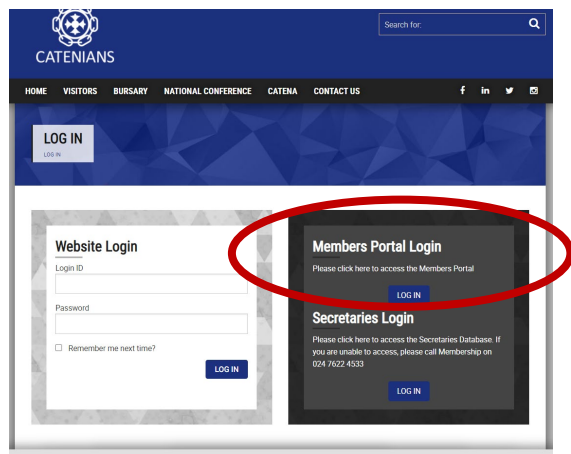 Search for:
CATENIANS
HOME VISITORS BURSARY NATIONAL CONFERENCE CATENA CONTACT US
LOG IN
LOG IN
Website Login
Login ID
Password
Remember me next time?
LOG IN
Members Portal Login
Please click here to access the Members Portal
LOG IN
Secretaries Login
Please click here to access the Secretaries Database. If
you are unable to access, please call Membership on
024 7622 4533
LOG IN